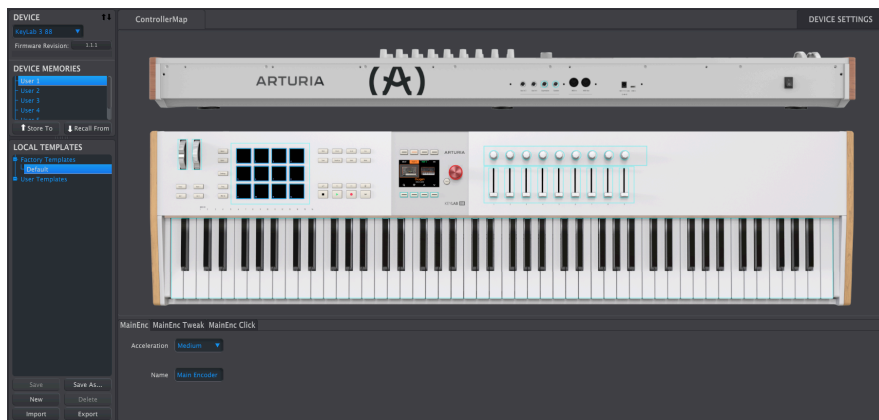 DEVICE
KeyLab 3 88
Firmware Revision: 1.1.1
DEVICE MEMORIES
User 1
User 2
User 3
User 4
Store To
Recall From
LOCAL TEMPLATES
Factory Templates
Default
User Templates
Save
Save As...
New
Delete
Import
Export
ControllerMap
DEVICE SETTINGS
ARTURIA
ARTURIA
MainEnc
MainEnc Tweak
MainEnc Click
Acceleration
Medium
Name
Main Encoder